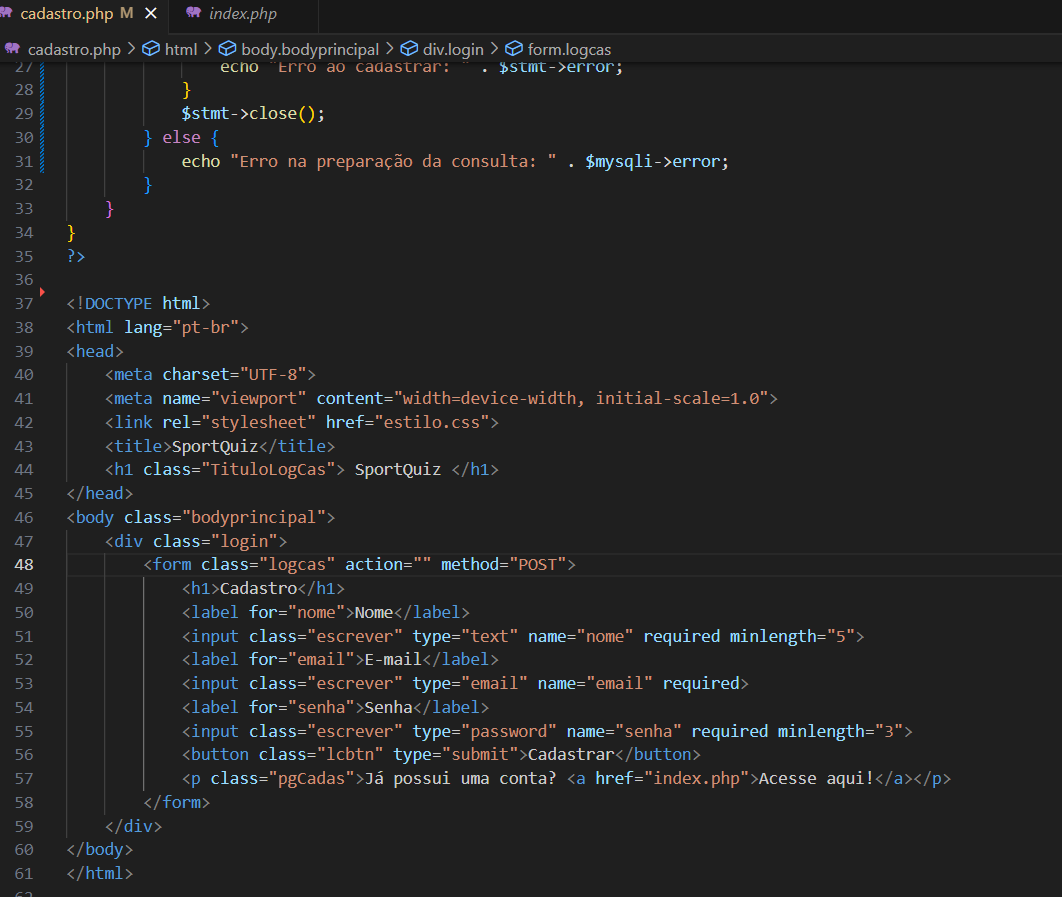 cadastro.php M
index.php
cadastro.php > html > body.bodyprincipal > div.login > form.logcas
27 echo "Erro ao cadastrar: " . $stmt->error;
28 }
29 $stmt->close();
30 } else {
31 echo "Erro na preparação da consulta: " . $mysqli->error;
32 }
33 }
34 }
35 ?>
36
37 <!DOCTYPE html>
38 <html lang="pt-br">
39 <head>
40 <meta charset="UTF-8">
41 <meta name="viewport" content="width=device-width, initial-scale=1.0">
42 <link rel="stylesheet" href="estilo.css">
43 <title>SportQuiz</title>
44 <h1 class="TituloLogCas"> SportQuiz </h1>
45 </head>
46 <body class="bodyprincipal">
47 <div class="login">
48 <form class="logcas" action="" method="POST">
49 <h1>Cadastro</h1>
50 <label for="nome">Nome</label>
51 <input class="escrever" type="text" name="nome" required minlength="5">
52 <label for="email">E-mail</label>
53 <input class="escrever" type="email" name="email" required>
54 <label for="senha">Senha</label>
55 <input class="escrever" type="password" name="senha" required minlength="3">
56 <button class="lcbtn" type="submit">Cadastrar</button>
57 <p class="pgCadas">Já possui uma conta? <a href="index.php">Acesse aqui!</a></p>
58 </form>
59 </div>
60 </body>
61 </html>
62